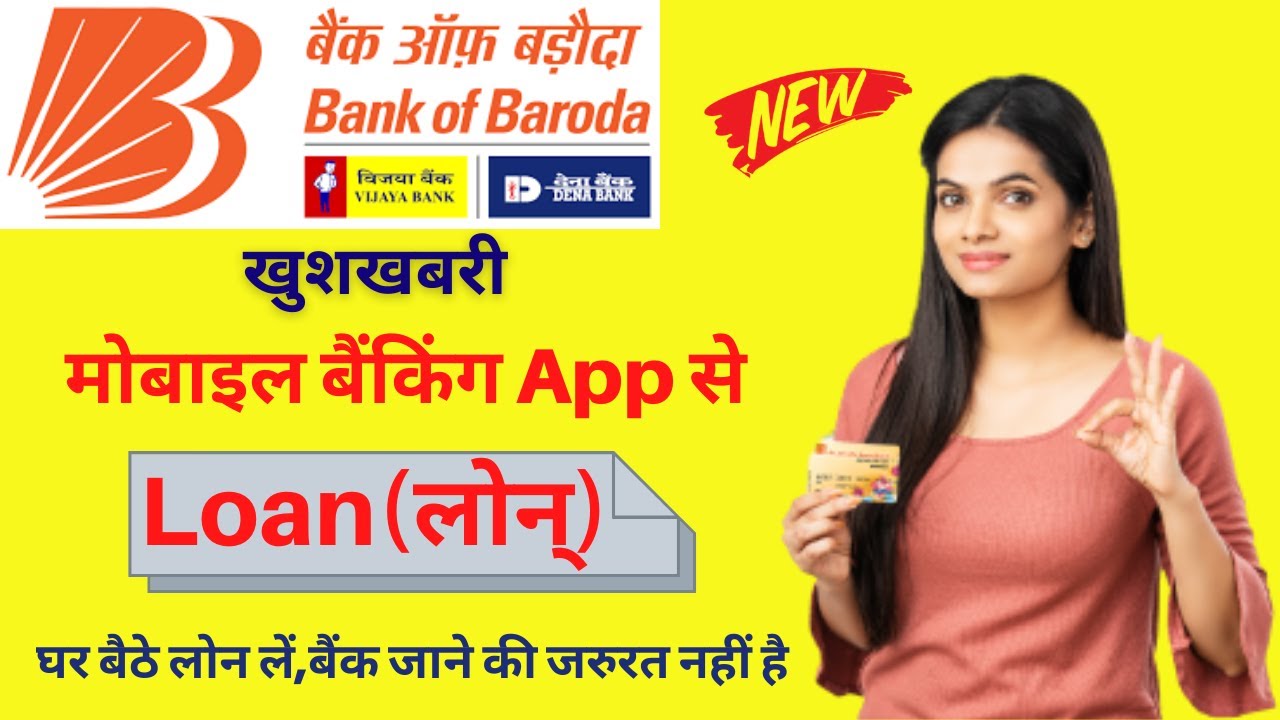 बैंक ऑफ़ बड़ौदा
Bank of Baroda
विजया बैंक
VIJAYA BANK
देना बैंक
DENA BANK
NEW
खुशखबरी
मोबाइल बैंकिंग App से
Loan(लोन्)
घर बैठे लोन लें,बैंक जाने की जरुरत नहीं है